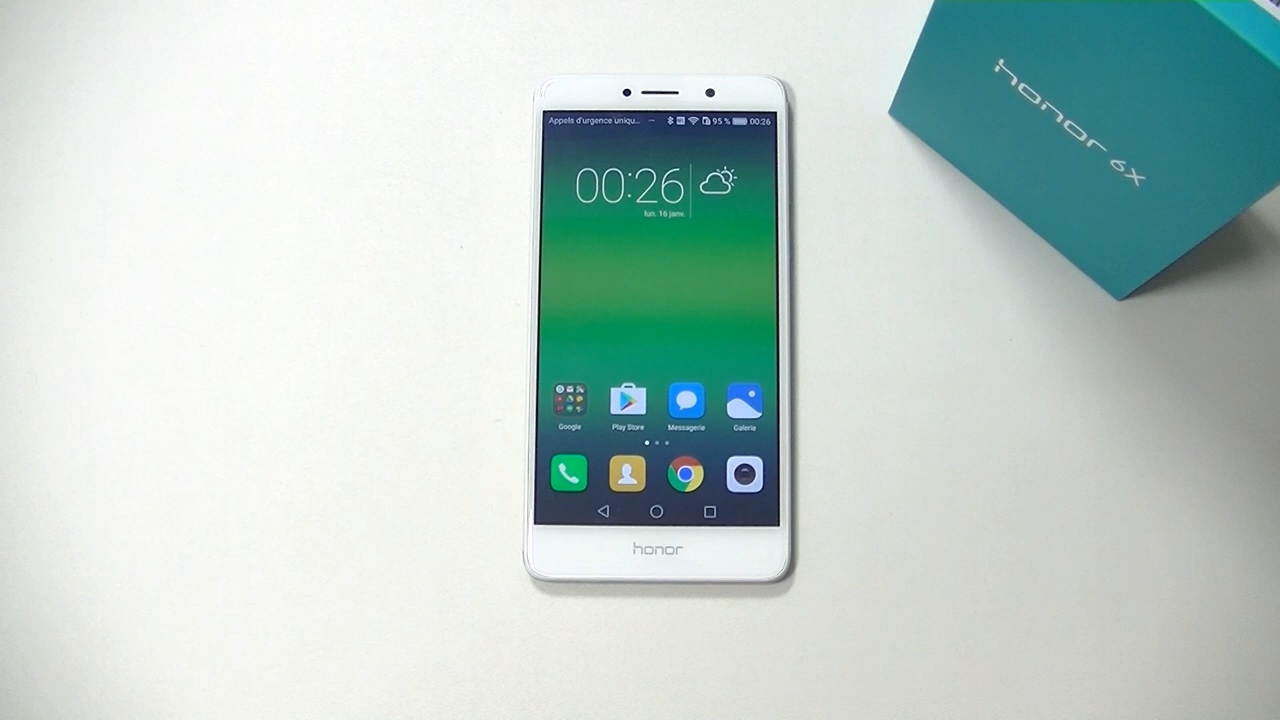 honor 6X
Appels d'urgence uniqu... 95 % 00:26
00:26
lun. 16 janv.
Google Play Store Messagerie Galerie
honor